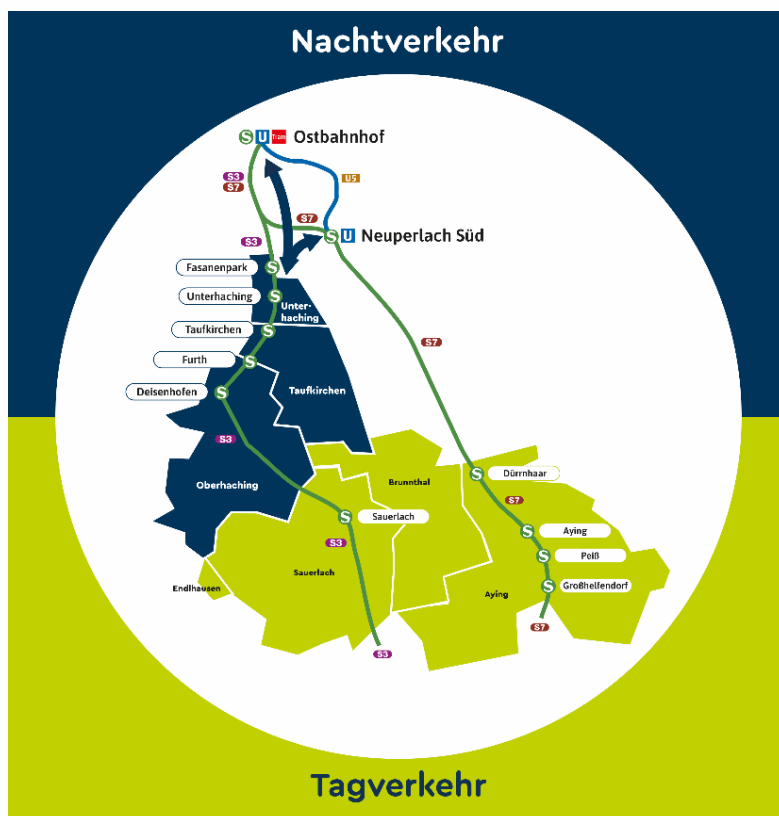 Nachtverkehr
S U Tram Ostbahnhof
S3
S7
U5
S7
S U Neuperlach Süd
S3
S Fasanenpark
S Unterhaching
Unter-
haching
S Taufkirchen
S7
S Furth
S Deisenhofen
Taufkirchen
S3
S Dürrnhaar
Brunnthal
Oberhaching
S7
S Sauerlach
S Aying
S3
S Peiß
Sauerlach
S Großhelfendorf
Endlhausen
Aying
S7
S3
Tagverkehr